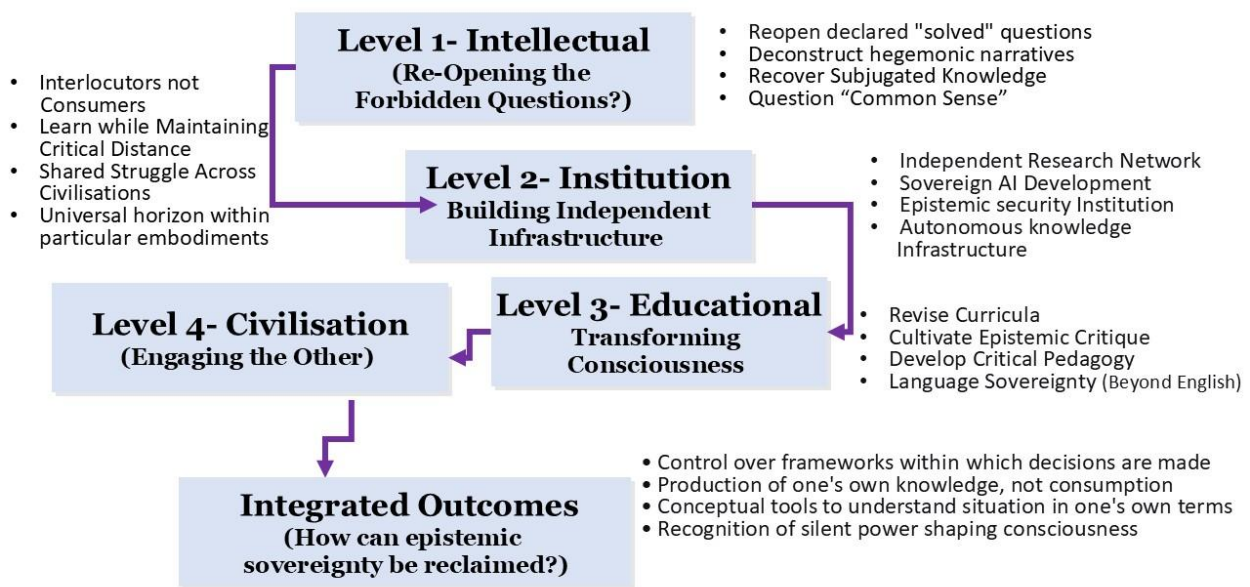 Level 1- Intellectual
(Re-Opening the
Forbidden Questions?)
• Reopen declared "solved" questions
• Deconstruct hegemonic narratives
• Recover Subjugated Knowledge
• Question “Common Sense”
• Interlocutors not
Consumers
• Learn while Maintaining
Critical Distance
• Shared Struggle Across
Civilisations
• Universal horizon within
particular embodiments
Level 2- Institution
Building Independent
Infrastructure
• Independent Research Network
• Sovereign AI Development
• Epistemic security Institution
• Autonomous knowledge
Infrastructure
Level 3- Educational
Transforming
Consciousness
• Revise Curricula
• Cultivate Epistemic Critique
• Develop Critical Pedagogy
• Language Sovereignty (Beyond English)
Level 4- Civilisation
(Engaging the Other)
Integrated Outcomes
(How can epistemic
sovereignty be reclaimed?)
• Control over frameworks within which decisions are made
• Production of one's own knowledge, not consumption
• Conceptual tools to understand situation in one's own terms
• Recognition of silent power shaping consciousness